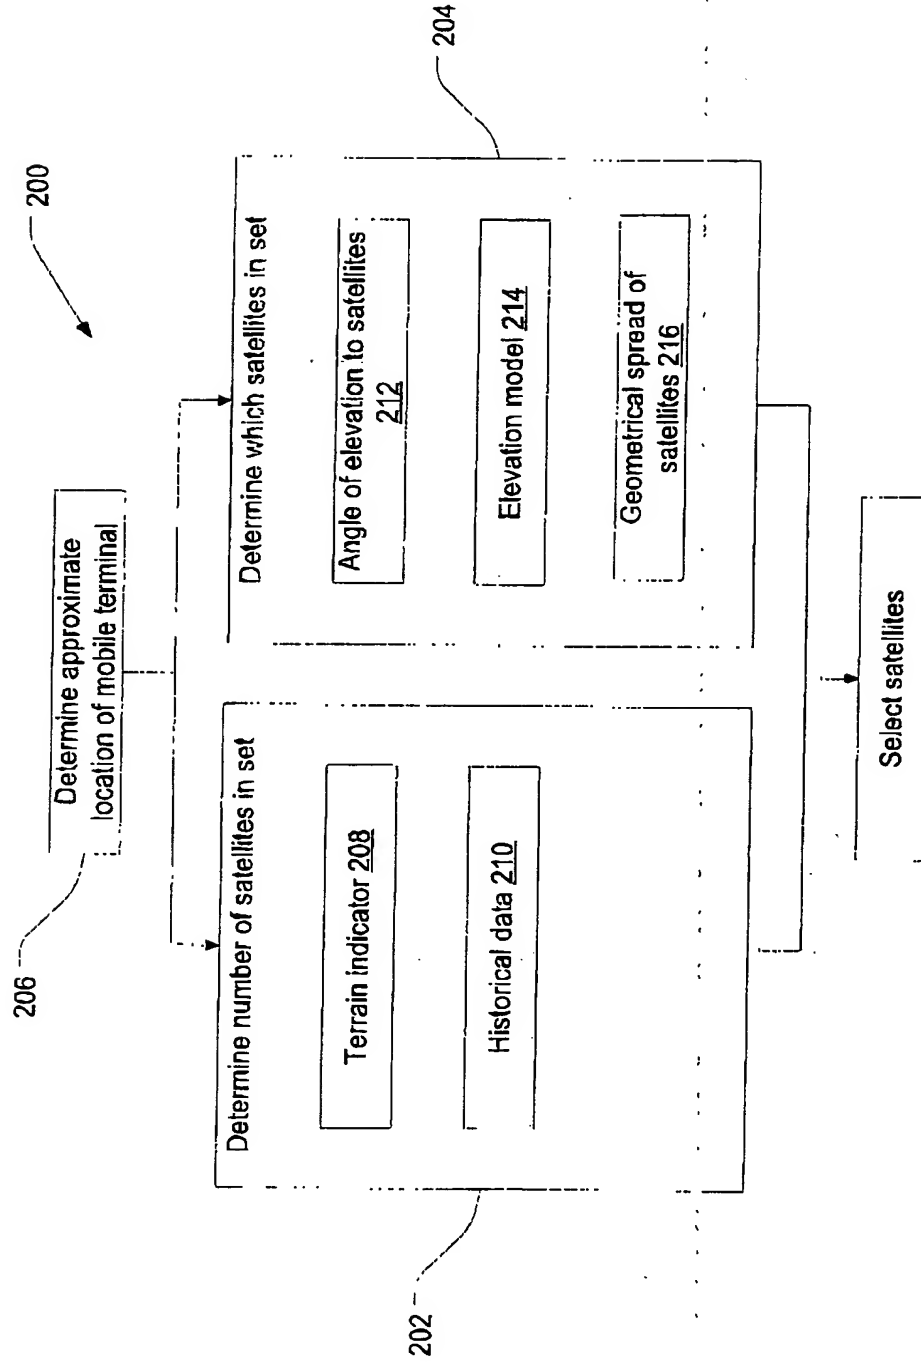 200
206
Determine approximate
location of mobile terminal
202
Determine number of satellites in set
Terrain indicator 208
Historical data 210
204
Determine which satellites in set
Angle of elevation to satellites
212
Elevation model 214
Geometrical spread of
satellites 216
Select satellites